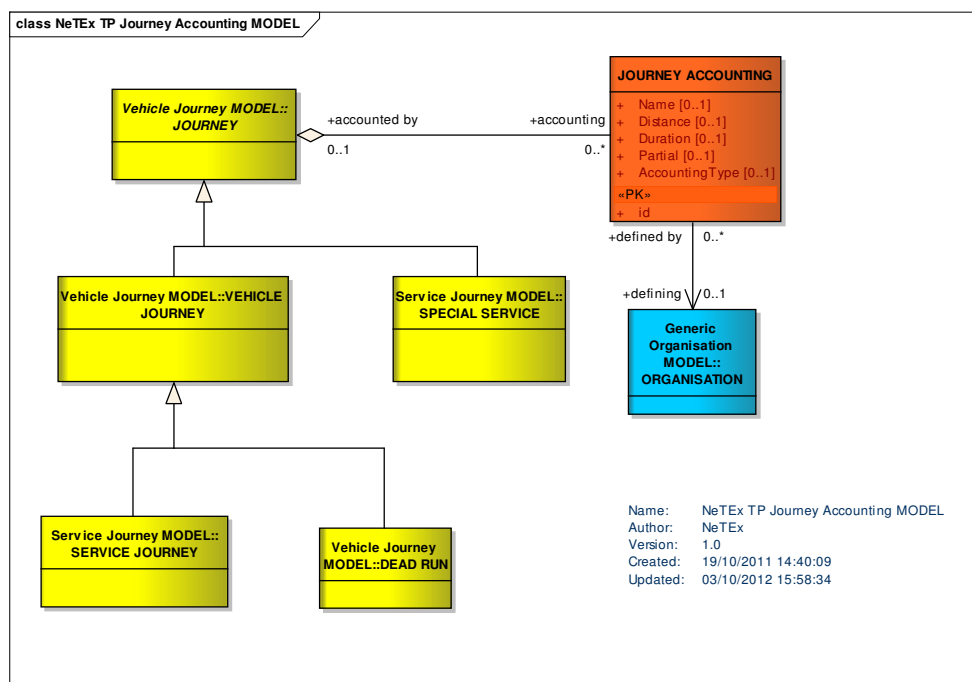 class NeTEx TP Journey Accounting MODEL
Vehicle Journey MODEL::
JOURNEY
+accounted by
0..1
+accounting
0..*
JOURNEY ACCOUNTING
+ Name [0..1]
+ Distance [0..1]
+ Duration [0..1]
+ Partial [0..1]
+ AccountingType [0..1]
«PK»
+ id
+defined by 0..*
+defining 0..1
Vehicle Journey MODEL::VEHICLE
JOURNEY
Service Journey MODEL::
SPECIAL SERVICE
Generic
Organisation
MODEL::
ORGANISATION
Service Journey MODEL::
SERVICE JOURNEY
Vehicle Journey
MODEL::DEAD RUN
Name: NeTEx TP Journey Accounting MODEL
Author: NeTEx
Version: 1.0
Created: 19/10/2011 14:40:09
Updated: 03/10/2012 15:58:34